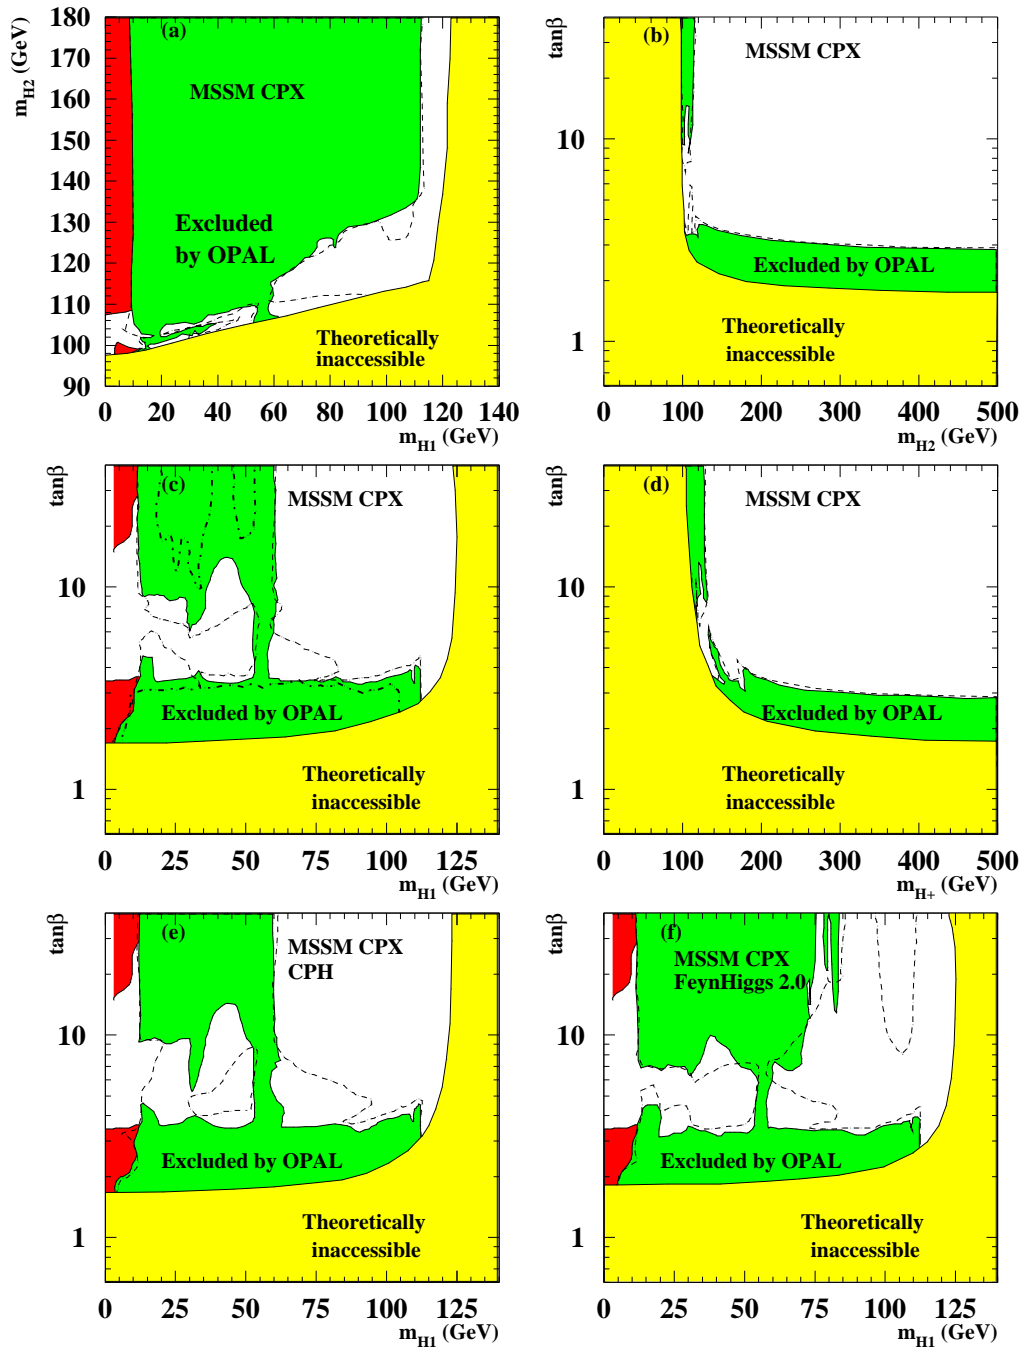 (a)
MSSM CPX
Excluded
by OPAL
Theoretically
inaccessible
m_H2 (GeV)
180
170
160
150
140
130
120
110
100
90
0 20 40 60 80 100 120 140
m_H1 (GeV)
(b)
MSSM CPX
Excluded by OPAL
Theoretically
inaccessible
tanβ
10
1
0 100 200 300 400 500
m_H2 (GeV)
(c)
MSSM CPX
Excluded by OPAL
Theoretically
inaccessible
tanβ
10
1
0 25 50 75 100 125
m_H1 (GeV)
(d)
MSSM CPX
Excluded by OPAL
Theoretically
inaccessible
tanβ
10
1
0 100 200 300 400 500
m_H+ (GeV)
(e)
MSSM CPX
CPH
Excluded by OPAL
Theoretically
inaccessible
tanβ
10
1
0 25 50 75 100 125
m_H1 (GeV)
(f)
MSSM CPX
FeynHiggs 2.0
Excluded by OPAL
Theoretically
inaccessible
tanβ
10
1
0 25 50 75 100 125
m_H1 (GeV)